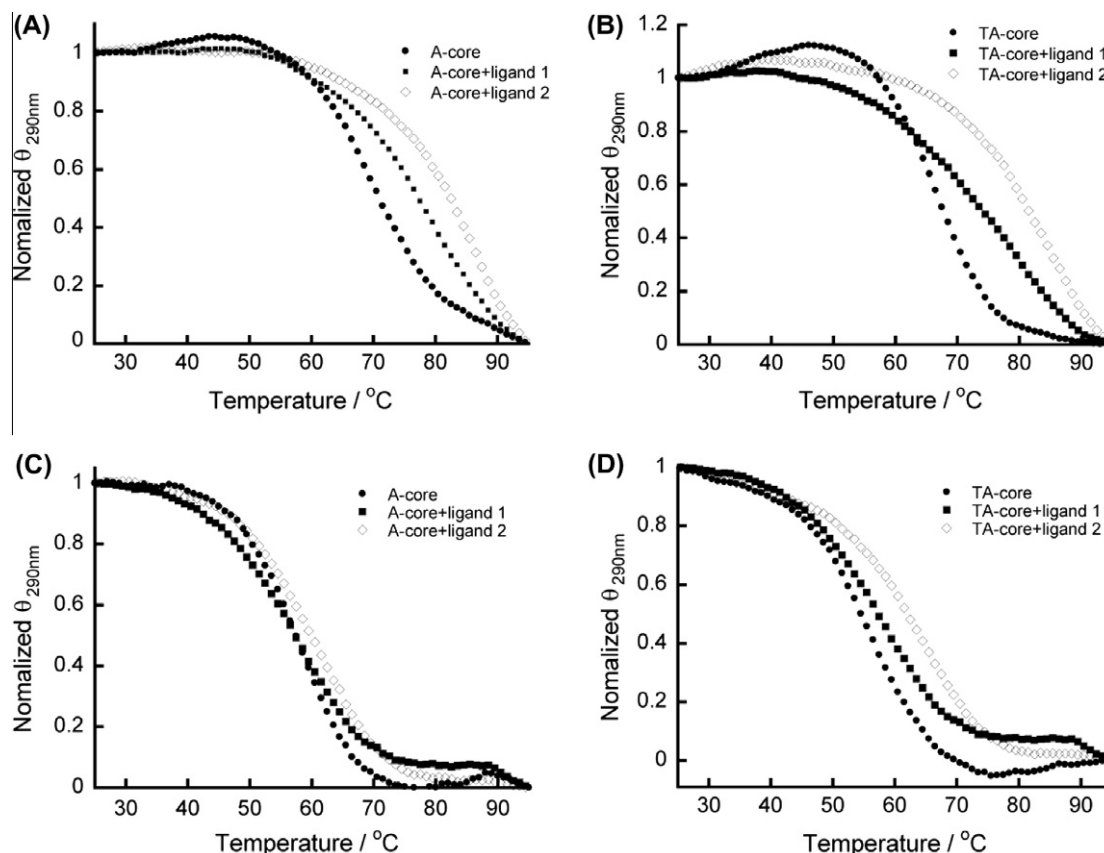 (A)
Nomalized θ290nm
1
0.8
0.6
0.4
0.2
0
A-core
A-core+ligand 1
A-core+ligand 2
30 40 50 60 70 80 90
Temperature / °C
(B)
Nomalized θ290nm
1.2
1
0.8
0.6
0.4
0.2
0
TA-core
TA-core+ligand 1
TA-core+ligand 2
30 40 50 60 70 80 90
Temperature / °C
(C)
Nomalized θ290nm
1
0.8
0.6
0.4
0.2
0
A-core
A-core+ligand 1
A-core+ligand 2
30 40 50 60 70 80 90
Temperature / °C
(D)
Nomalized θ290nm
1
0.8
0.6
0.4
0.2
0
TA-core
TA-core+ligand 1
TA-core+ligand 2
30 40 50 60 70 80 90
Temperature / °C